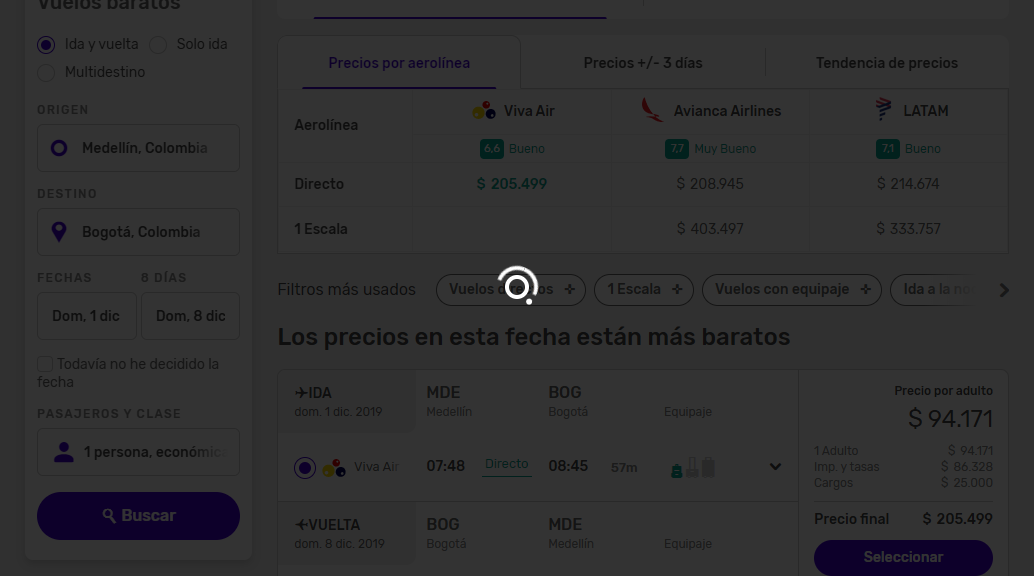 Vuelos baratos
Ida y vuelta
Solo ida
Multidestino
ORIGEN
Medellín, Colombia
DESTINO
Bogotá, Colombia
FECHAS
8 DÍAS
Dom, 1 dic
Dom, 8 dic
Todavía no he decidido la
fecha
PASAJEROS Y CLASE
1 persona, económica
Buscar
Precios por aerolínea
Precios +/- 3 días
Tendencia de precios
Aerolínea
Viva Air
Avianca Airlines
LATAM
6,6 Bueno
7,7 Muy Bueno
7,1 Bueno
Directo
$ 205.499
$ 208.945
$ 214.674
1 Escala
$ 403.497
$ 333.757
Filtros más usados
Vuelos directos
1 Escala
Vuelos con equipaje
Ida a la
Los precios en esta fecha están más baratos
IDA
MDE
BOG
dom. 1 dic. 2019
Medellín
Bogotá
Equipaje
Viva Air
07:48
Directo
08:45
57m
VUELTA
BOG
MDE
dom. 8 dic. 2019
Bogotá
Medellín
Equipaje
Precio por adulto
$ 94.171
1 Adulto $ 94.171
Imp. y tasas $ 86.328
Cargos $ 25.000
Precio final $ 205.499
Seleccionar